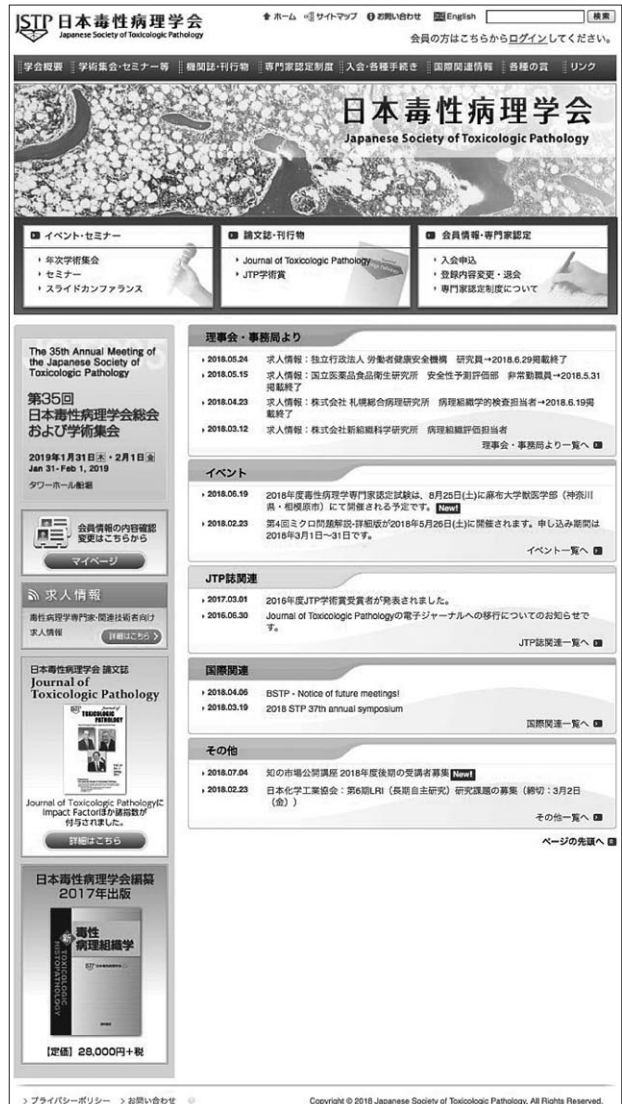 JSTP 日本毒性病理学会
Japanese Society of Toxicologic Pathology
ホーム サイトマップ お問い合わせ English 検索
会員の方はこちらからログインしてください。
学会概要 学術集会・セミナー等 機関誌・刊行物 専門家認定制度 入会・各種手続き 国際関連情報 各種の賞 リンク
日本毒性病理学会
Japanese Society of Toxicologic Pathology
イベント・セミナー
年次学術集会
セミナー
スライドカンファランス
論文誌・刊行物
Journal of Toxicologic Pathology
JTP学術賞
会員情報・専門家認定
入会申込
登録内容変更・退会
専門家認定制度について
The 35th Annual Meeting of
the Japanese Society of
Toxicologic Pathology
第35回
日本毒性病理学会総会
および学術集会
2019年1月31日木・2月1日金
Jan 31- Feb 1, 2019
タワーホール船堀
会員情報の内容確認
変更はこちらから
マイページ
求人情報
毒性病理学専門家・関連技術者向け
求人情報
詳細はこちら
日本毒性病理学会 論文誌
Journal of
Toxicologic Pathology
Journal of
TOXICOLOGIC
PATHOLOGY
Journal of Toxicologic Pathologyに
Impact Factorほか諸指数が
付与されました。
詳細はこちら
日本毒性病理学会編纂
2017年出版
新
毒性
病理組織学
TOXICOLOGIC
HISTOPATHOLOGY
【定価】28,000円+税
理事会・事務局より
2018.05.24 求人情報：独立行政法人 労働者健康安全機構 研究員→2018.6.29掲載終了
2018.05.15 求人情報：国立医薬品食品衛生研究所 安全性予測評価部 非常勤職員→2018.5.31
掲載終了
2018.04.23 求人情報：株式会社 札幌総合病理研究所 病理組織学的検査担当者→2018.6.19掲
載終了
2018.03.12 求人情報：株式会社新組織科学研究所 病理組織評価担当者
理事会・事務局より一覧へ
イベント
2018.06.19 2018年度毒性病理学専門家認定試験は、8月25日(土)に麻布大学獣医学部（神奈川
県・相模原市）にて開催される予定です。 New!
2018.02.23 第4回ミクロ問題解説-詳細版が2018年5月26日(土)に開催されます。申し込み期間は
2018年3月1日〜31日です。
イベント一覧へ
JTP誌関連
2017.03.01 2016年度JTP学術賞受賞者が発表されました。
2016.06.30 Journal of Toxicologic Pathologyの電子ジャーナルへの移行についてのお知らせで
す。
JTP誌関連一覧へ
国際関連
2018.04.06 BSTP - Notice of future meetings!
2018.03.19 2018 STP 37th annual symposium
国際関連一覧へ
その他
2018.07.04 知の市場公開講座 2018年度後期の受講者募集 New!
2018.02.23 日本化学工業協会：第6期LRI（長期自主研究）研究課題の募集（締切：3月2日
（金））
その他一覧へ
ページの先頭へ
プライバシーポリシー お問い合わせ
Copyright © 2018 Japanese Society of Toxicologic Pathology. All Rights Reserved.